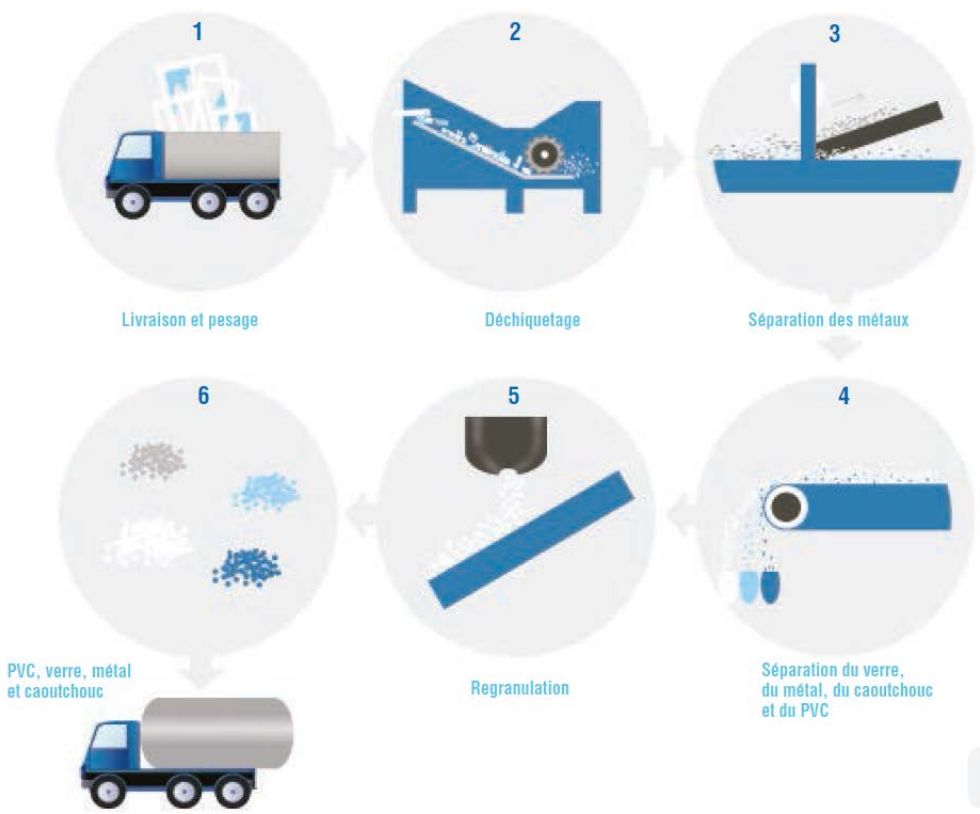 1
Livraison et pesage
2
Déchiquetage
3
Séparation des métaux
4
Séparation du verre,
du métal, du caoutchouc
et du PVC
5
Regranulation
6
PVC, verre, métal
et caoutchouc